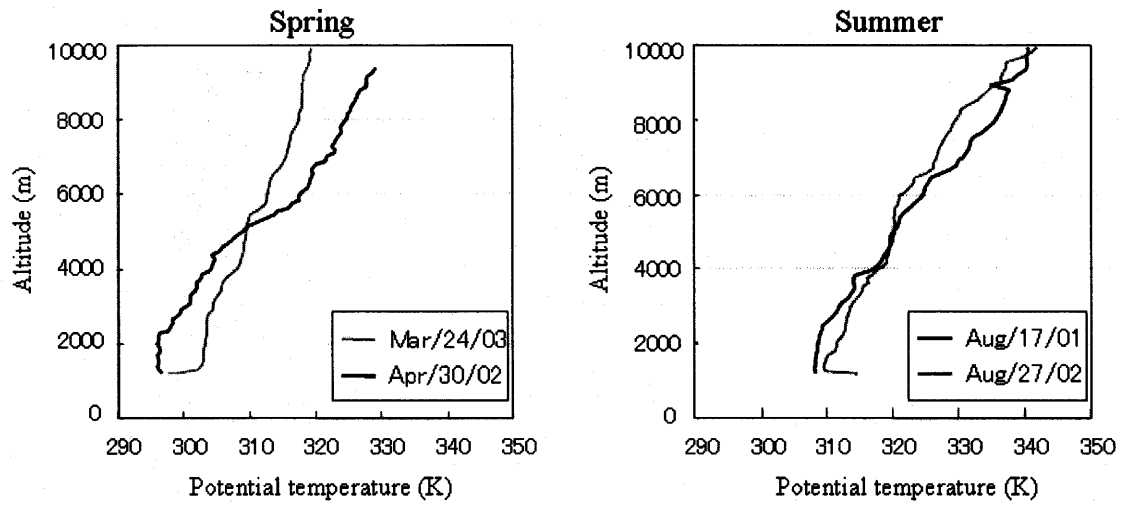 Spring
10000
8000
6000
4000
2000
0
Altitude (m)
Mar/24/03
Apr/30/02
290 300 310 320 330 340 350
Potential temperature (K)
Summer
10000
8000
6000
4000
2000
0
Altitude (m)
Aug/17/01
Aug/27/02
290 300 310 320 330 340 350
Potential temperature (K)